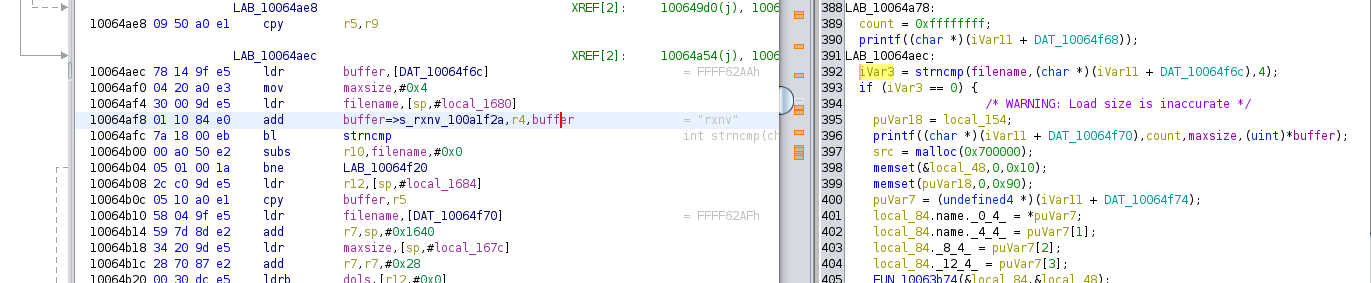 LAB_10064ae8 XREF[2]: 100649d0(j), 1006
10064ae8 09 50 a0 e1 cpy r5,r9
LAB_10064aec XREF[2]: 10064a54(j), 1006
10064aec 78 14 9f e5 ldr buffer,[DAT_10064f6c] = FFFF62AAh
10064af0 04 20 a0 e3 mov maxsize,#0x4
10064af4 30 00 9d e5 ldr filename,[sp,#local_1680]
10064af8 01 10 84 e0 add buffer=>s_rxnv_100a1f2a,r4,buffer = "rxnv"
10064afc 7a 18 00 eb bl strncmp int strncmp(ch
10064b00 00 a0 50 e2 subs r10,filename,#0x0
10064b04 05 01 00 1a bne LAB_10064f20
10064b08 2c c0 9d e5 ldr r12,[sp,#local_1684]
10064b0c 05 10 a0 e1 cpy buffer,r5
10064b10 58 04 9f e5 ldr filename,[DAT_10064f70] = FFFF62AFh
10064b14 59 7d 8d e2 add r7,sp,#0x1640
10064b18 34 20 9d e5 ldr maxsize,[sp,#local_167c]
10064b1c 28 70 87 e2 add r7,r7,#0x28
10064b20 00 30 dc e5 ldrb dols,[r12,#0x0]
388 LAB_10064a78:
389 count = 0xffffffff;
390 printf((char *)(iVar11 + DAT_10064f68));
391 LAB_10064aec:
392 iVar3 = strncmp(filename,(char *)(iVar11 + DAT_10064f6c),4);
393 if (iVar3 == 0) {
394 /* WARNING: Load size is inaccurate */
395 puVar18 = local_154;
396 printf((char *)(iVar11 + DAT_10064f70),count,maxsize,(uint)*buffer);
397 src = malloc(0x700000);
398 memset(&local_48,0,0x10);
399 memset(puVar18,0,0x90);
400 puVar7 = (undefined4 *)(iVar11 + DAT_10064f74);
401 local_84.name._0_4_ = *puVar7;
402 local_84.name._4_4_ = puVar7[1];
403 local_84._8_4_ = puVar7[2];
404 local_84._12_4_ = puVar7[3];
405 FUN_10063b74(&local_84,&local_48);